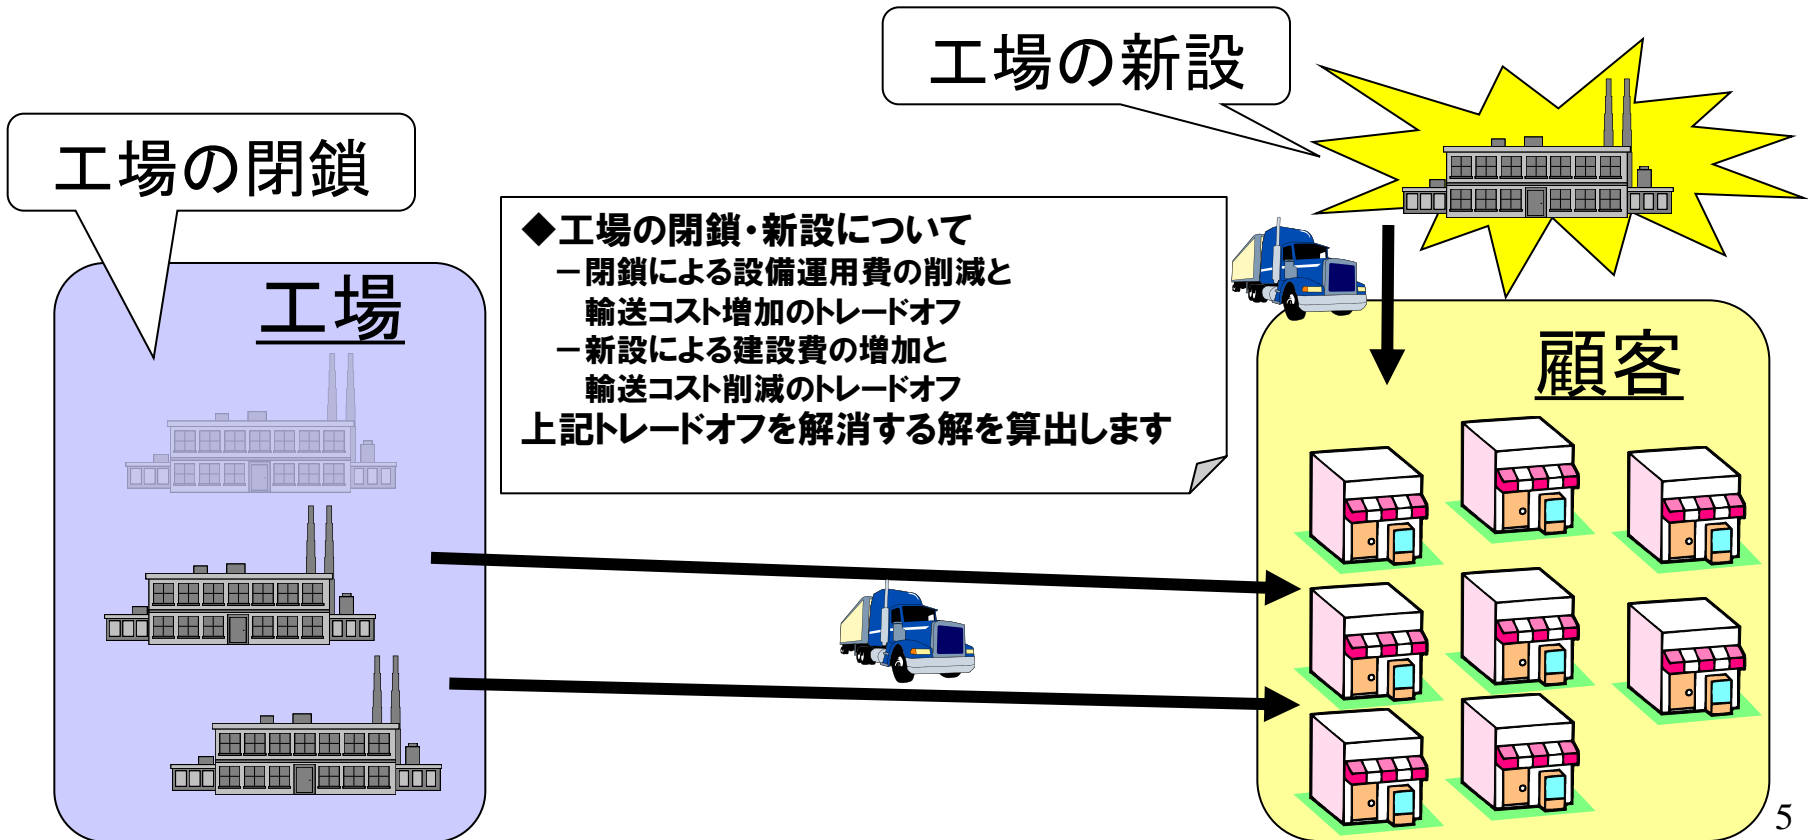 工場の新設
工場の閉鎖
◆工場の閉鎖・新設について
－閉鎖による設備運用費の削減と
輸送コスト増加のトレードオフ
－新設による建設費の増加と
輸送コスト削減のトレードオフ
上記トレードオフを解消する解を算出します
工場
顧客
5